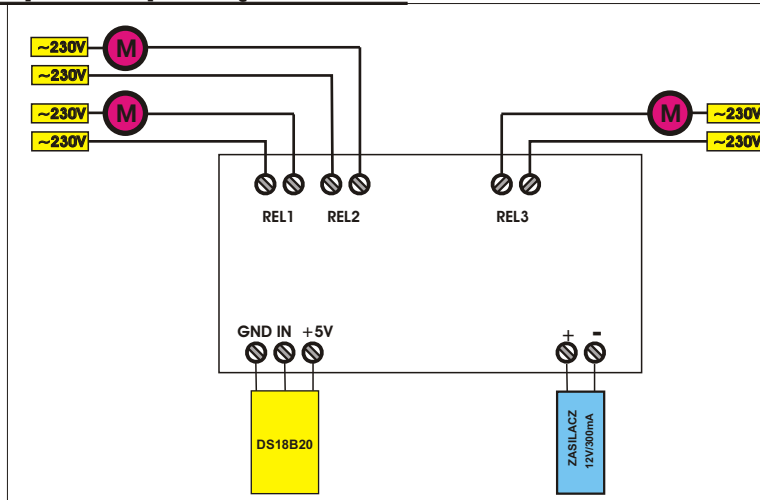 ~230V M
~230V
~230V M
~230V
M ~230V
~230V
REL1 REL2 REL3
GND IN +5V
+ -
DS18B20
ZASILACZ
12V/300mA